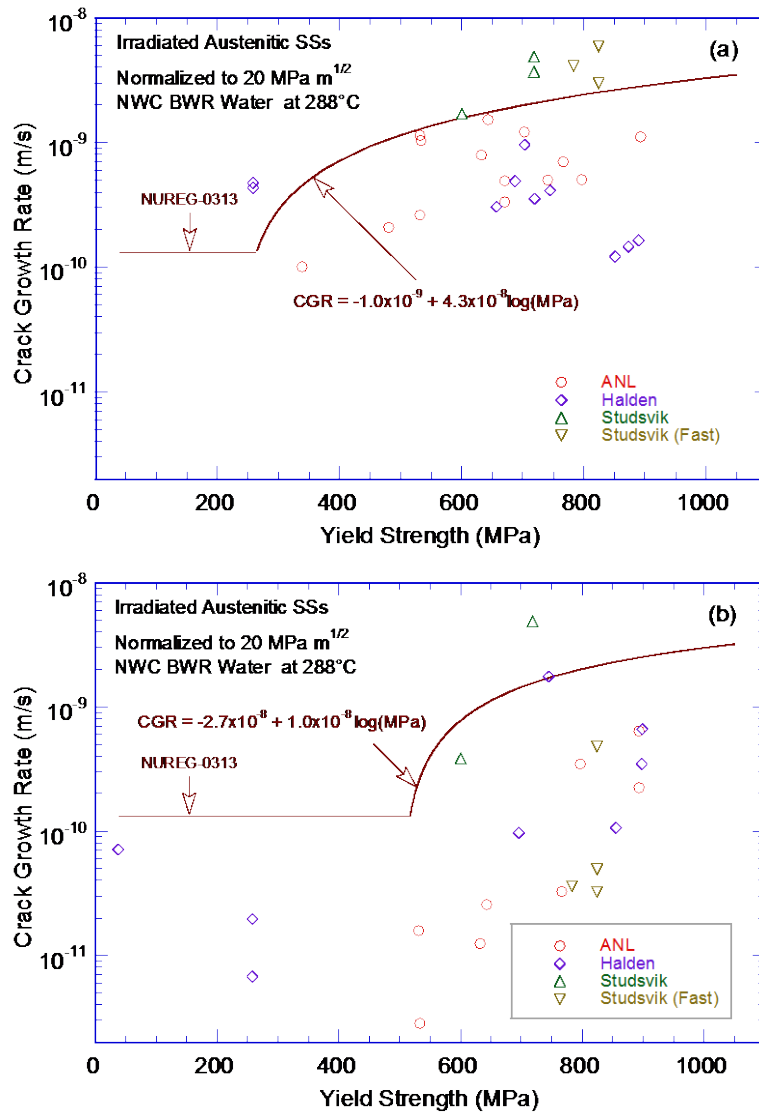 10⁻⁸
Irradiated Austenitic SSs
(a)
Normalized to 20 MPa m^1/2
NWC BWR Water at 288°C
10⁻⁹
NUREG-0313
10⁻¹⁰
CGR = -1.0x10⁻⁹ + 4.3x10⁻⁸log(MPa)
10⁻¹¹
ANL
Halden
Studsvik
Studsvik (Fast)
Crack Growth Rate (m/s)
0 200 400 600 800 1000
Yield Strength (MPa)
10⁻⁸
Irradiated Austenitic SSs
(b)
Normalized to 20 MPa m^1/2
NWC BWR Water at 288°C
10⁻⁹
CGR = -2.7x10⁻⁸ + 1.0x10⁻⁸log(MPa)
NUREG-0313
10⁻¹⁰
10⁻¹¹
ANL
Halden
Studsvik
Studsvik (Fast)
Crack Growth Rate (m/s)
0 200 400 600 800 1000
Yield Strength (MPa)